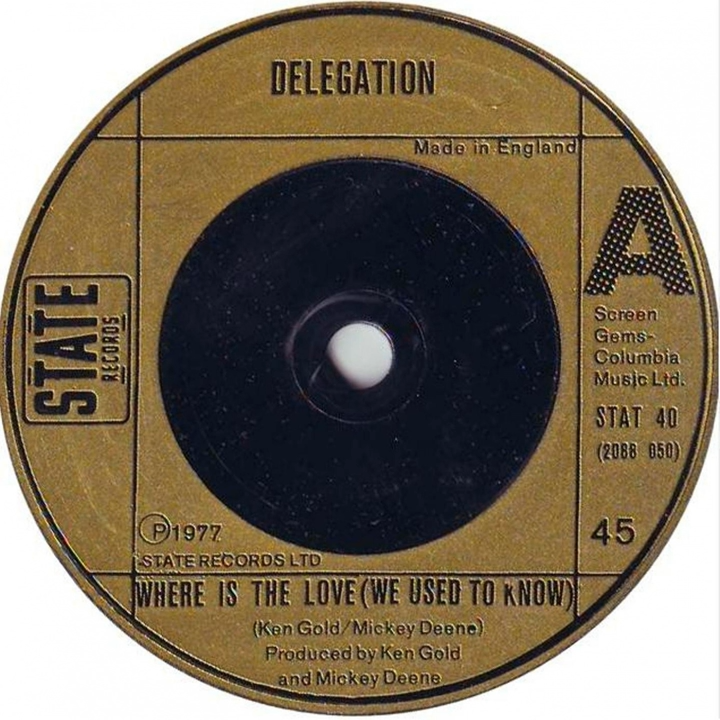 DELEGATION
Made in England
A
STATE
RECORDS
Screen
Gems-
Columbia
Music Ltd.
STAT 40
(2088 050)
℗1977
STATE RECORDS LTD
45
WHERE IS THE LOVE (WE USED TO KNOW)
(Ken Gold/Mickey Deene)
Produced by Ken Gold
and Mickey Deene